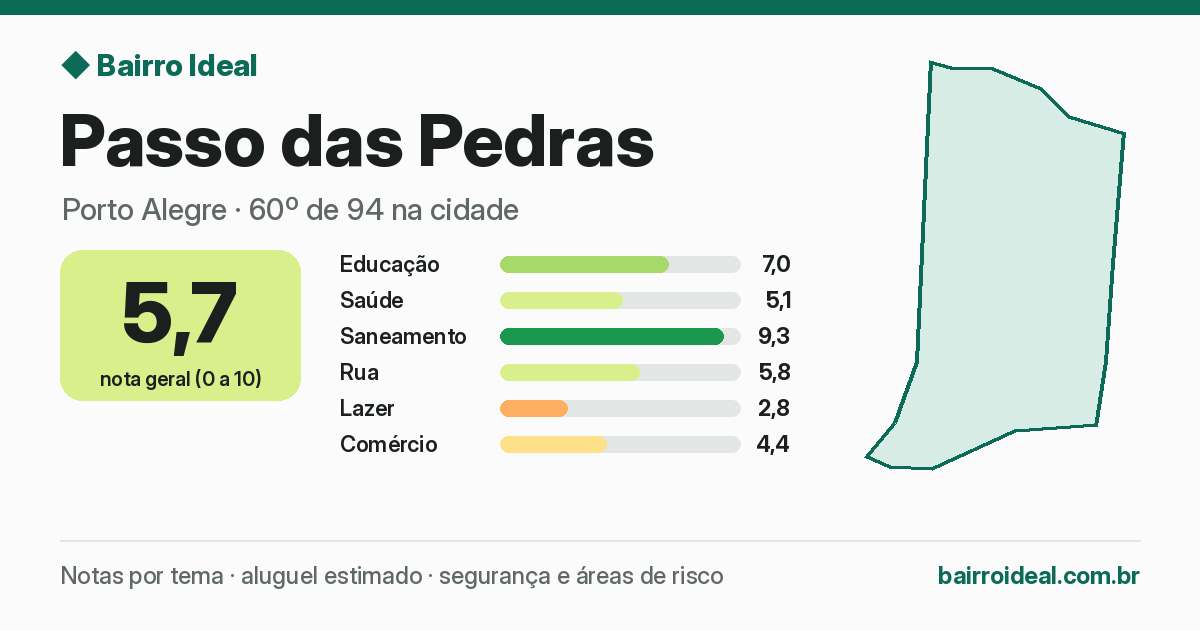 Bairro Ideal
Passo das Pedras
Porto Alegre · 60º de 94 na cidade
5,7
nota geral (0 a 10)
Educação 7,0
Saúde 5,1
Saneamento 9,3
Rua 5,8
Lazer 2,8
Comércio 4,4
Notas por tema · aluguel estimado · segurança e áreas de risco
bairroideal.com.br